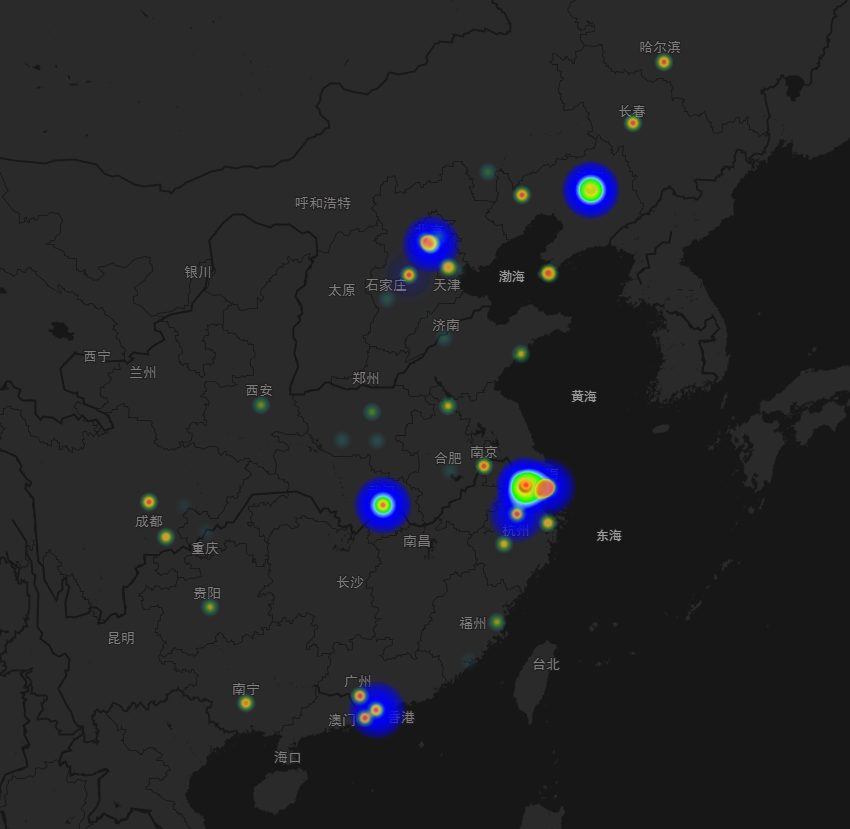 哈尔滨
长春
呼和浩特
银川
渤海
太原
石家庄
天津
济南
西宁
兰州
郑州
西安
黄海
合肥
南京
成都
杭州
东海
南昌
重庆
长沙
贵阳
福州
昆明
台北
广州
南宁
澳门
香港
海口